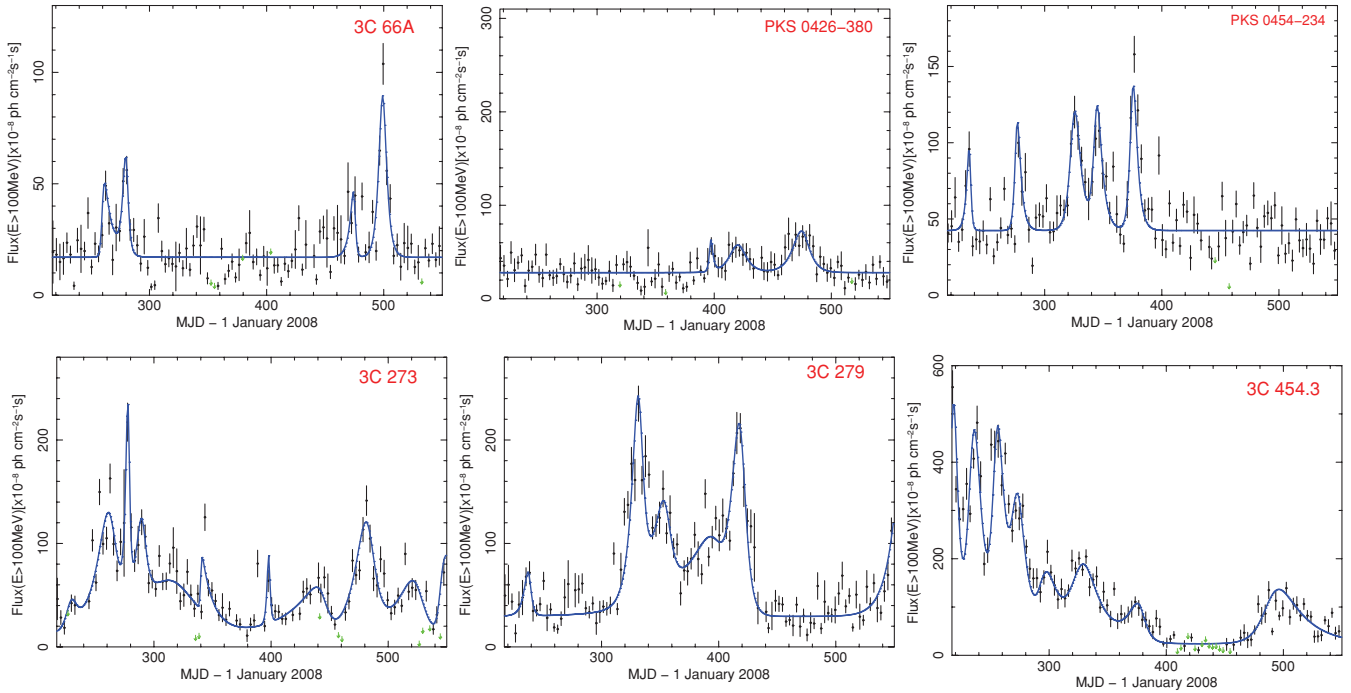 3C 66A
Flux(E>100MeV)[x10⁻⁸ ph cm⁻²s⁻¹s]
0 50 100
300 400 500
MJD − 1 January 2008
PKS 0426−380
Flux(E>100MeV)[x10⁻⁸ ph cm⁻²s⁻¹s]
0 100 200 300
300 400 500
MJD − 1 January 2008
PKS 0454−234
Flux(E>100MeV)[x10⁻⁸ ph cm⁻²s⁻¹s]
0 50 100 150
300 400 500
MJD − 1 January 2008
3C 273
Flux(E>100MeV)[x10⁻⁸ ph cm⁻²s⁻¹s]
0 100 200
300 400 500
MJD − 1 January 2008
3C 279
Flux(E>100MeV)[x10⁻⁸ ph cm⁻²s⁻¹s]
0 100 200
300 400 500
MJD − 1 January 2008
3C 454.3
Flux(E>100MeV)[x10⁻⁸ ph cm⁻²s⁻¹s]
0 200 400 600
300 400 500
MJD − 1 January 2008